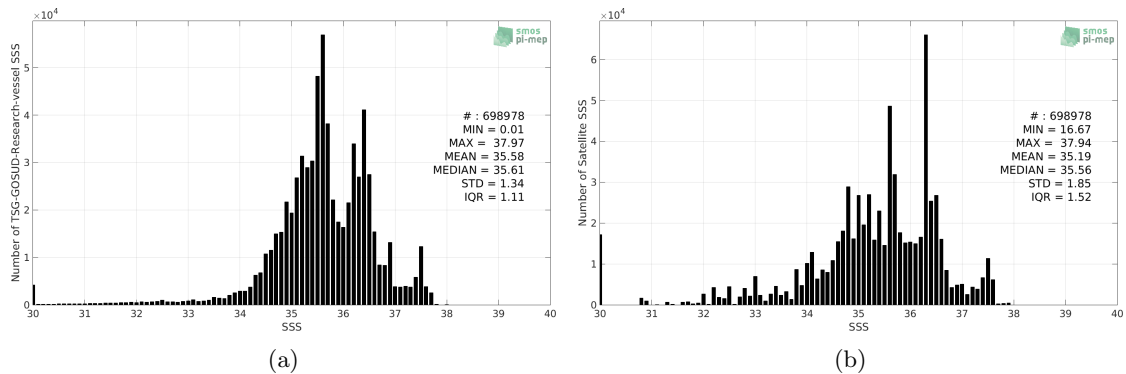 ×10⁴
Number of TSG-GOSUD-Research-vessel SSS
5
4
3
2
1
0
30 31 32 33 34 35 36 37 38 39 40
SSS
smos
pi-mep
# : 698978
MIN = 0.01
MAX = 37.97
MEAN = 35.58
MEDIAN = 35.61
STD = 1.34
IQR = 1.11
(a)
×10⁴
Number of Satellite SSS
6
5
4
3
2
1
0
30 31 32 33 34 35 36 37 38 39 40
SSS
smos
pi-mep
# : 698978
MIN = 16.67
MAX = 37.94
MEAN = 35.19
MEDIAN = 35.56
STD = 1.85
IQR = 1.52
(b)